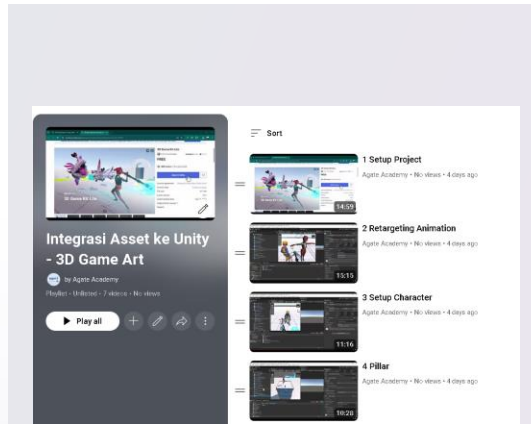 Integrasi Asset ke Unity
- 3D Game Art
by Agate Academy
Playlist • Unlisted • 7 videos • No views
Play all
Sort
1 Setup Project
Agate Academy • No views • 4 days ago
14:59
2 Retargeting Animation
Agate Academy • No views • 4 days ago
15:15
3 Setup Character
Agate Academy • No views • 4 days ago
11:16
4 Pillar
Agate Academy • No views • 4 days ago
10:28